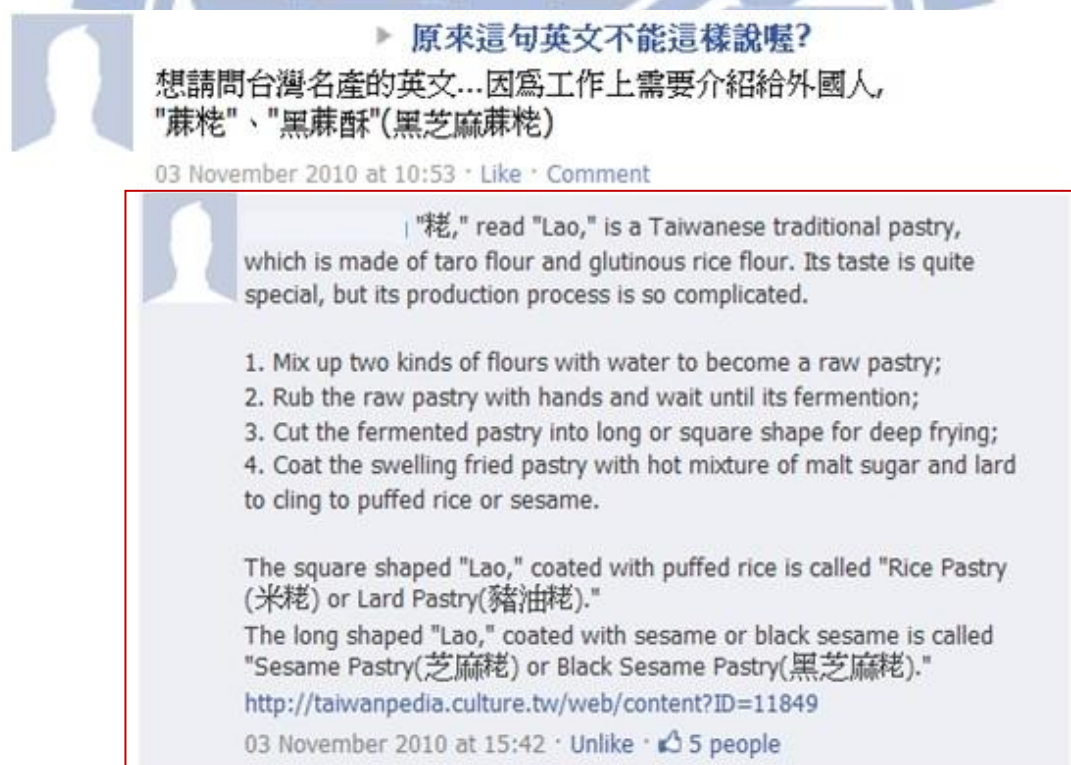 ▶ 原來這句英文不能這樣說喔?
想請問台灣名產的英文...因為工作上需要介紹給外國人,
"蔴粩"、"黑蔴酥"(黑芝麻蔴粩)
03 November 2010 at 10:53 · Like · Comment
"粩," read "Lao," is a Taiwanese traditional pastry,
which is made of taro flour and glutinous rice flour. Its taste is quite
special, but its production process is so complicated.
1. Mix up two kinds of flours with water to become a raw pastry;
2. Rub the raw pastry with hands and wait until its fermention;
3. Cut the fermented pastry into long or square shape for deep frying;
4. Coat the swelling fried pastry with hot mixture of malt sugar and lard
to cling to puffed rice or sesame.
The square shaped "Lao," coated with puffed rice is called "Rice Pastry
(米粩) or Lard Pastry(豬油粩)."
The long shaped "Lao," coated with sesame or black sesame is called
"Sesame Pastry(芝麻粩) or Black Sesame Pastry(黑芝麻粩)."
http://taiwanpedia.culture.tw/web/content?ID=11849
03 November 2010 at 15:42 · Unlike · 5 people